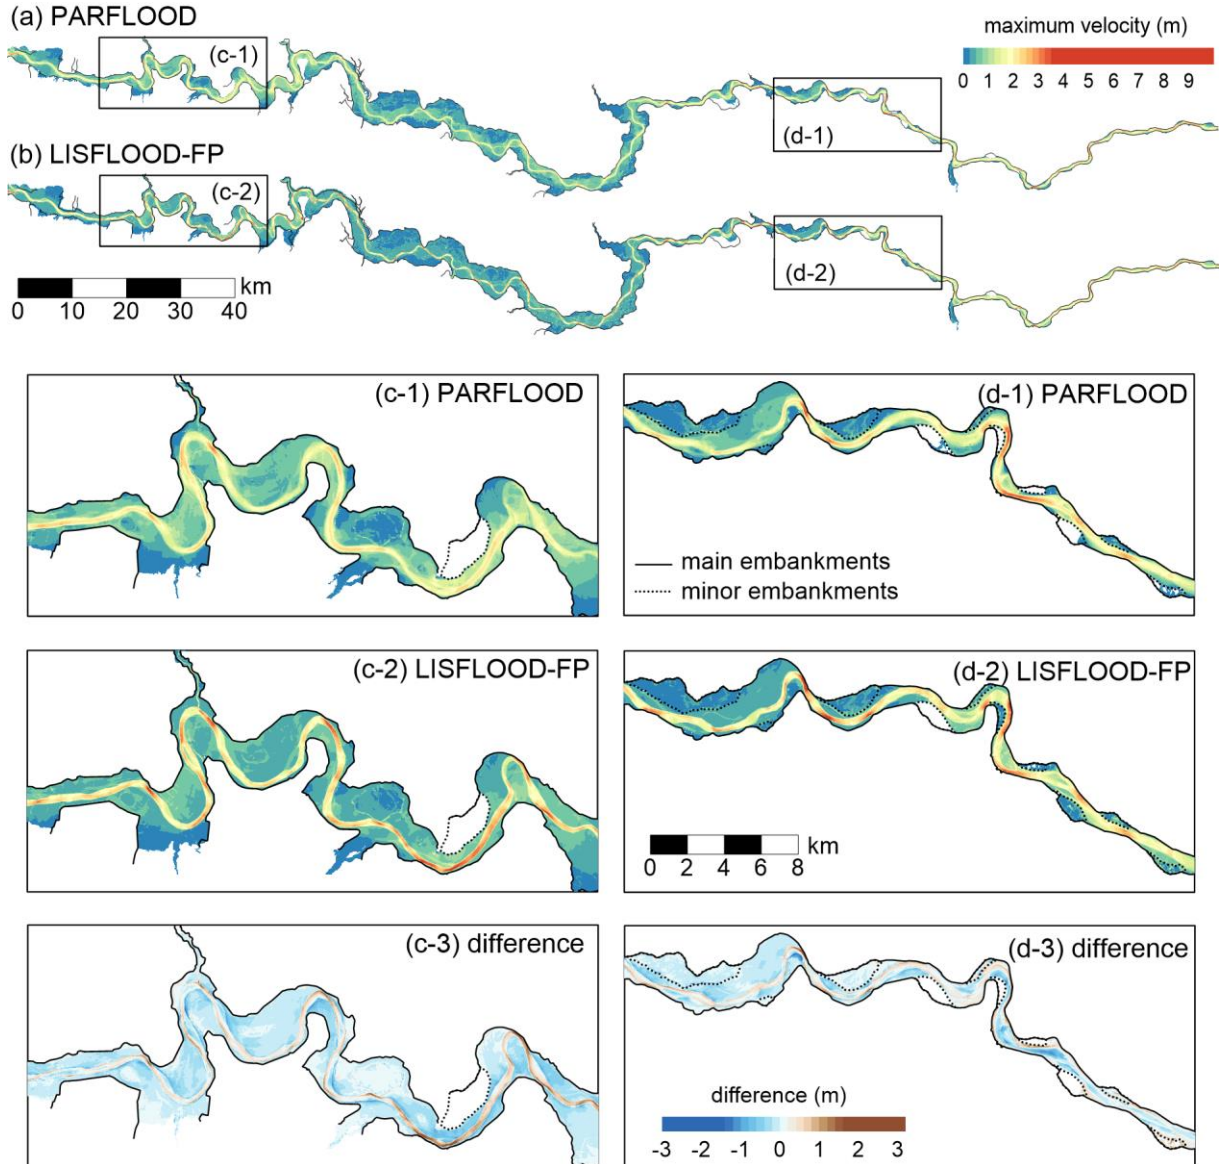 (a) PARFLOOD
maximum velocity (m)
0 1 2 3 4 5 6 7 8 9
(c-1)
(d-1)
(b) LISFLOOD-FP
(c-2)
(d-2)
km
0 10 20 30 40
(c-1) PARFLOOD
(d-1) PARFLOOD
main embankments
minor embankments
(c-2) LISFLOOD-FP
(d-2) LISFLOOD-FP
km
0 2 4 6 8
(c-3) difference
(d-3) difference
difference (m)
-3 -2 -1 0 1 2 3